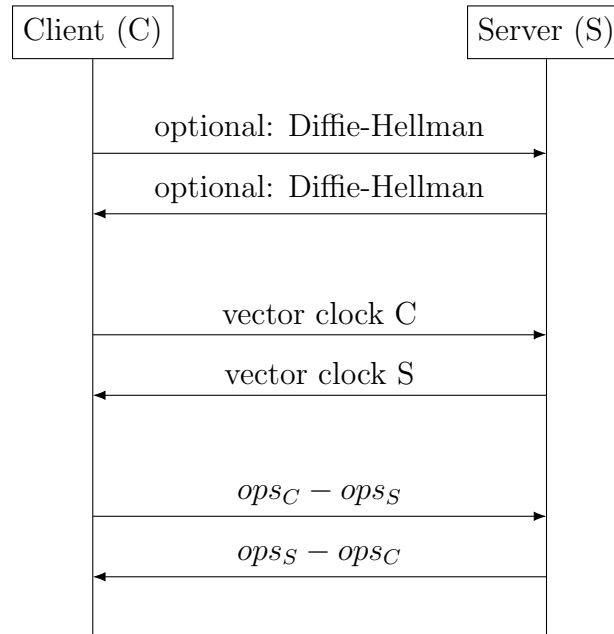 Client (C)
Server (S)
optional: Diffie-Hellman
optional: Diffie-Hellman
vector clock C
vector clock S
$ops_C - ops_S$
$ops_S - ops_C$